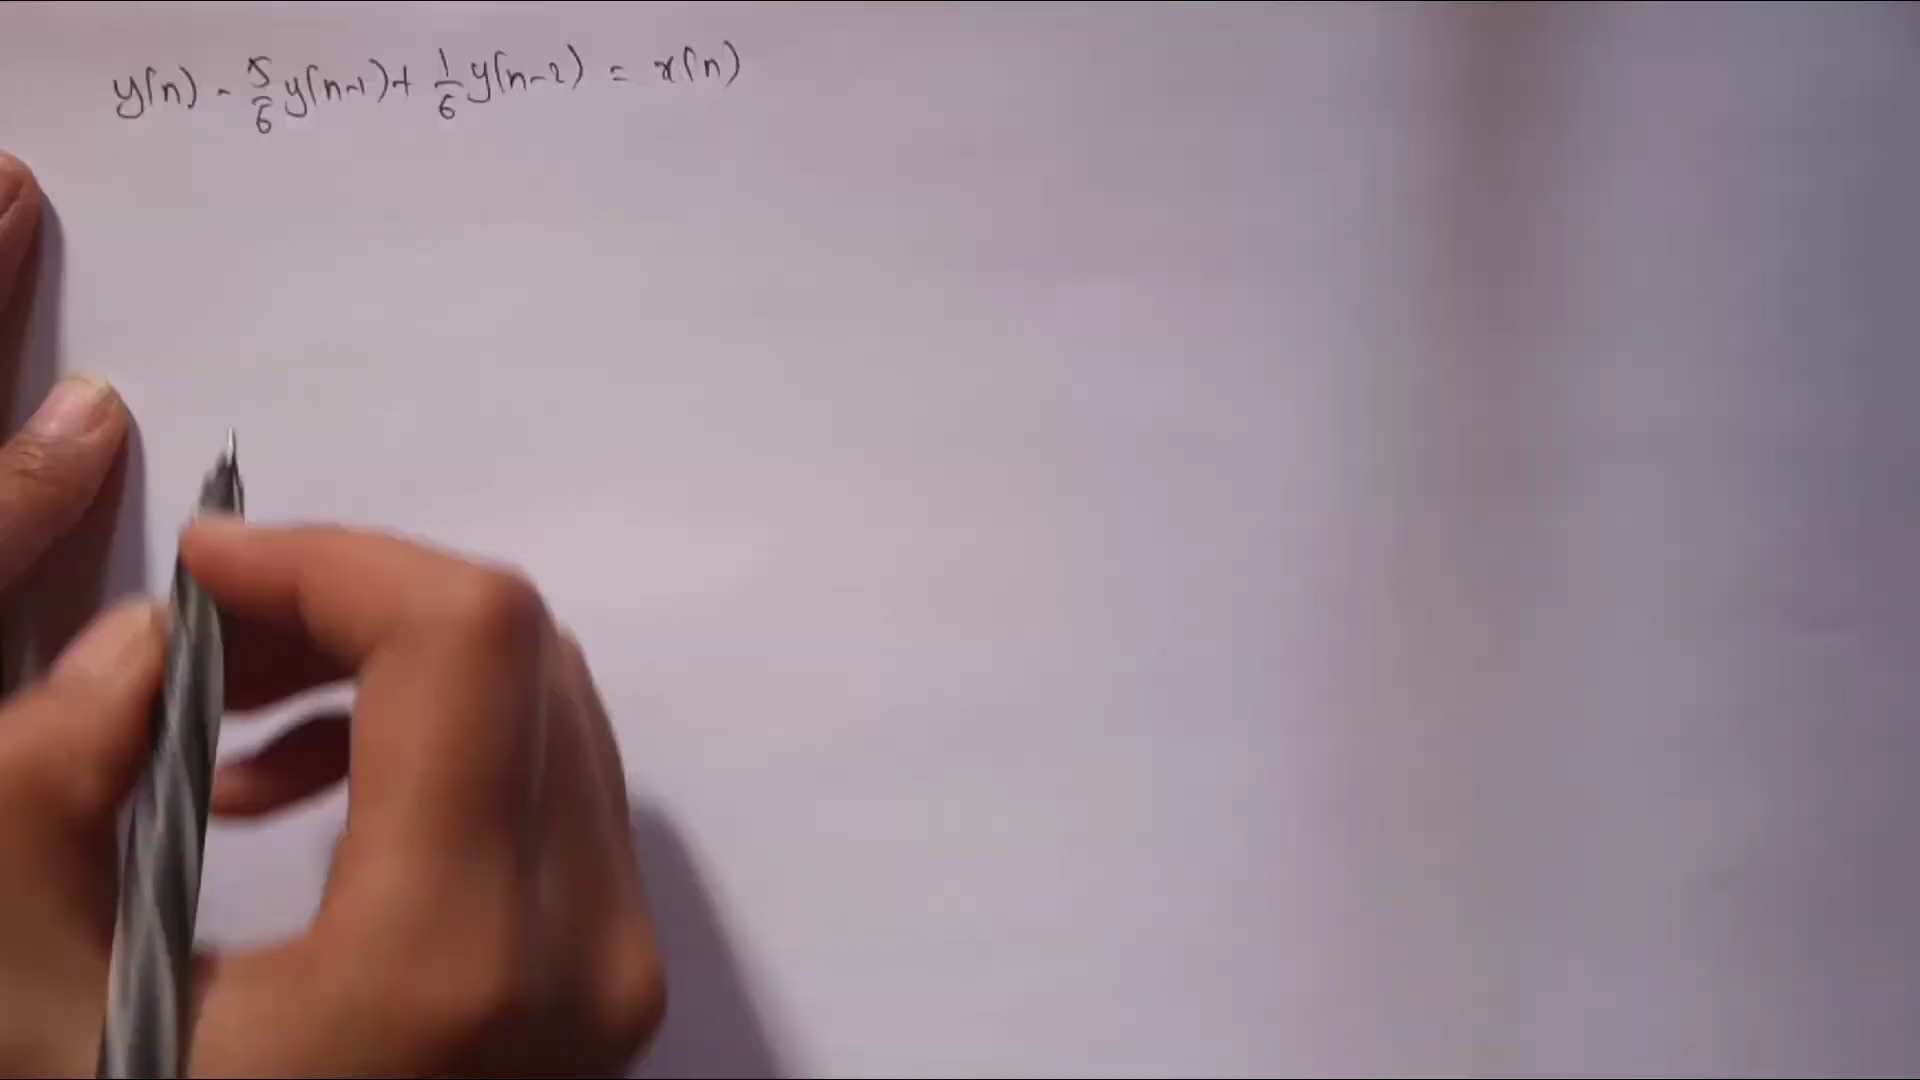 y(n) - 5/6 y(n-1) + 1/6 y(n-2) = x(n)